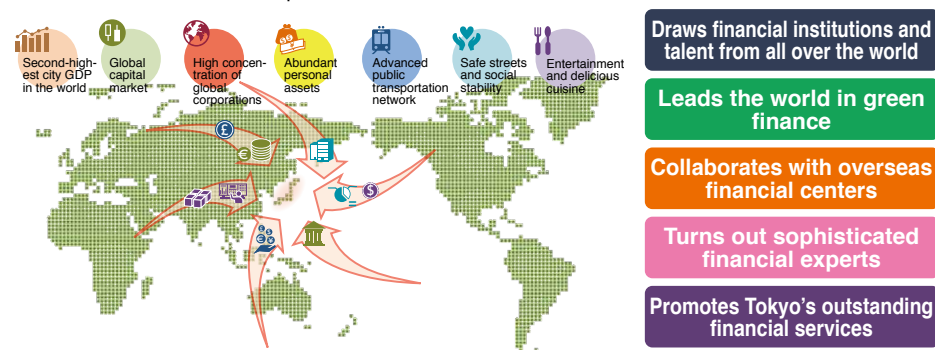 Second-high-
est city GDP
in the world
Global
capital
market
High concen-
tration of
global
corporations
Abundant
personal
assets
Advanced
public
transportation
network
Safe streets
and social
stability
Entertainment
and delicious
cuisine
£
€
$
£
$
€
¥
Draws financial institutions and
talent from all over the world
Leads the world in green
finance
Collaborates with overseas
financial centers
Turns out sophisticated
financial experts
Promotes Tokyo’s outstanding
financial services